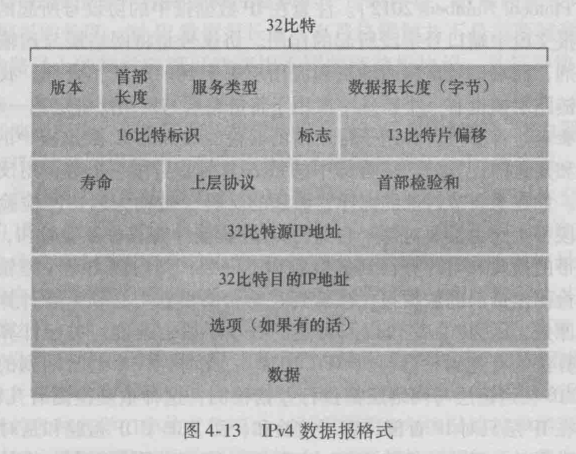 32比特
版本 首部长度 服务类型 数据报长度（字节）
16比特标识 标志 13比特片偏移
寿命 上层协议 首部检验和
32比特源IP地址
32比特目的IP地址
选项（如果有的话）
数据
图 4-13 IPv4 数据报格式